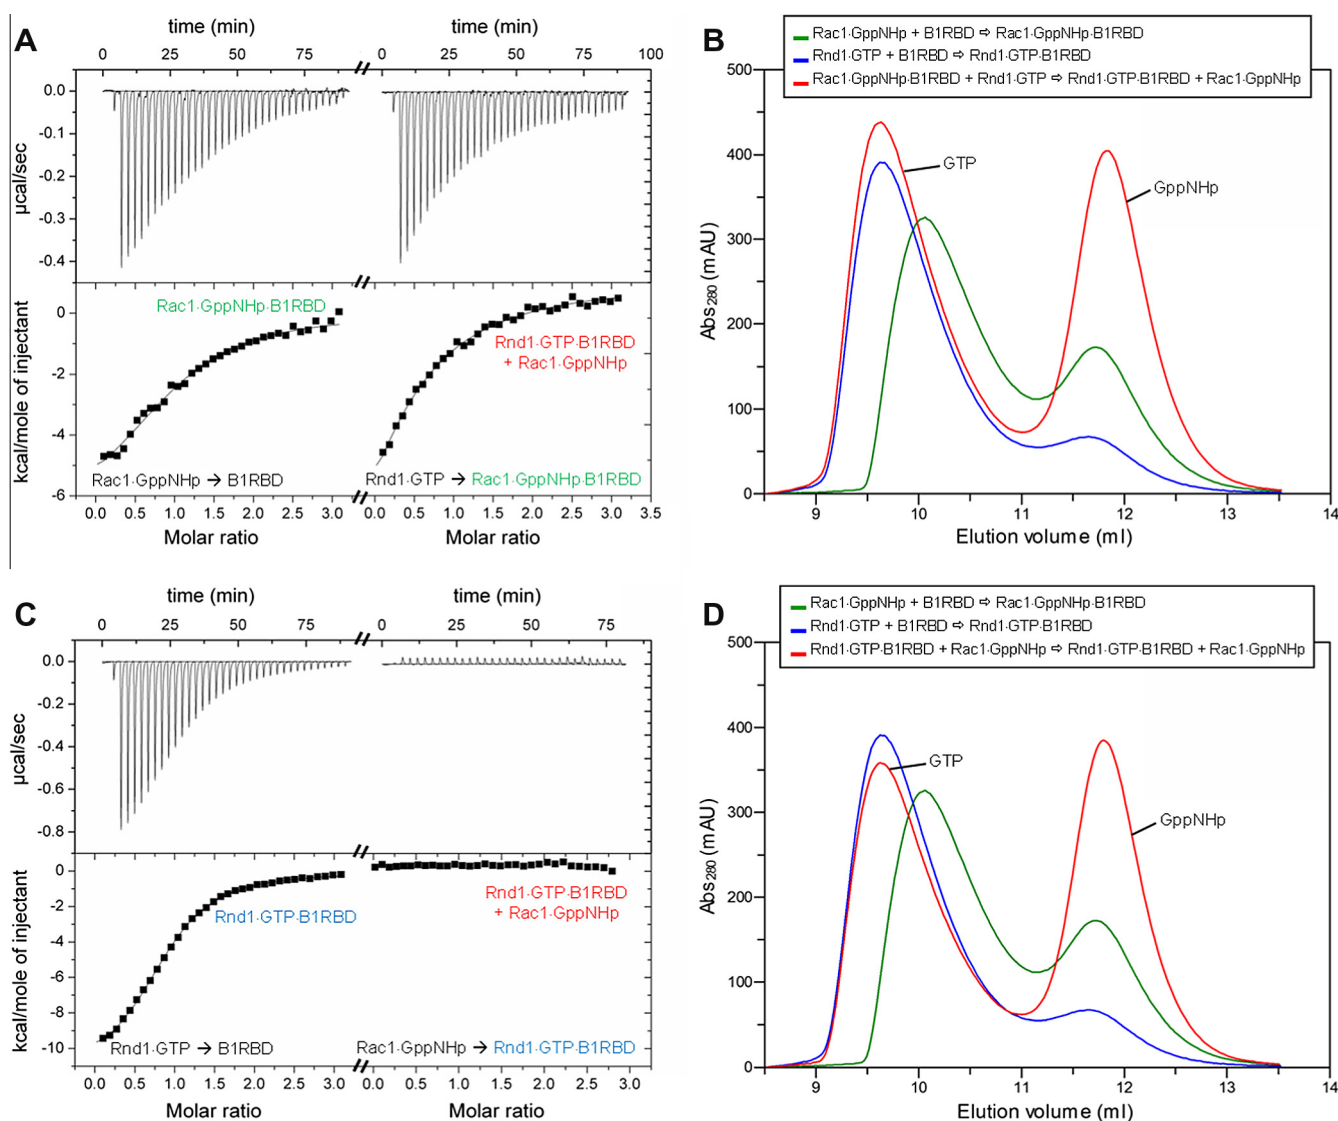 A
time (min)
time (min)
0 25 50 75
0 25 50 75 100
0.0
-0.1
-0.2
-0.3
-0.4
µcal/sec
0
-2
-4
-6
kcal/mole of injectant
Rac1·GppNHp·B1RBD
Rac1·GppNHp → B1RBD
Rnd1·GTP·B1RBD
+ Rac1·GppNHp
Rnd1·GTP → Rac1·GppNHp·B1RBD
0.0 0.5 1.0 1.5 2.0 2.5 3.0
0.0 0.5 1.0 1.5 2.0 2.5 3.0 3.5
Molar ratio
Molar ratio
B
Rac1·GppNHp + B1RBD ⇨ Rac1·GppNHp·B1RBD
Rnd1·GTP + B1RBD ⇨ Rnd1·GTP·B1RBD
Rac1·GppNHp·B1RBD + Rnd1·GTP ⇨ Rnd1·GTP·B1RBD + Rac1·GppNHp
500
400
300
200
100
0
Abs280 (mAU)
GTP
GppNHp
9 10 11 12 13 14
Elution volume (ml)
C
time (min)
time (min)
0 25 50 75
0 25 50 75
0.0
-0.2
-0.4
-0.6
-0.8
µcal/sec
0
-2
-4
-6
-8
-10
kcal/mole of injectant
Rnd1·GTP·B1RBD
Rnd1·GTP → B1RBD
Rnd1·GTP·B1RBD
+ Rac1·GppNHp
Rac1·GppNHp → Rnd1·GTP·B1RBD
0.0 0.5 1.0 1.5 2.0 2.5 3.0
0.0 0.5 1.0 1.5 2.0 2.5 3.0
Molar ratio
Molar ratio
D
Rac1·GppNHp + B1RBD ⇨ Rac1·GppNHp·B1RBD
Rnd1·GTP + B1RBD ⇨ Rnd1·GTP·B1RBD
Rnd1·GTP·B1RBD + Rac1·GppNHp ⇨ Rnd1·GTP·B1RBD + Rac1·GppNHp
500
400
300
200
100
0
Abs280 (mAU)
GTP
GppNHp
9 10 11 12 13 14
Elution volume (ml)